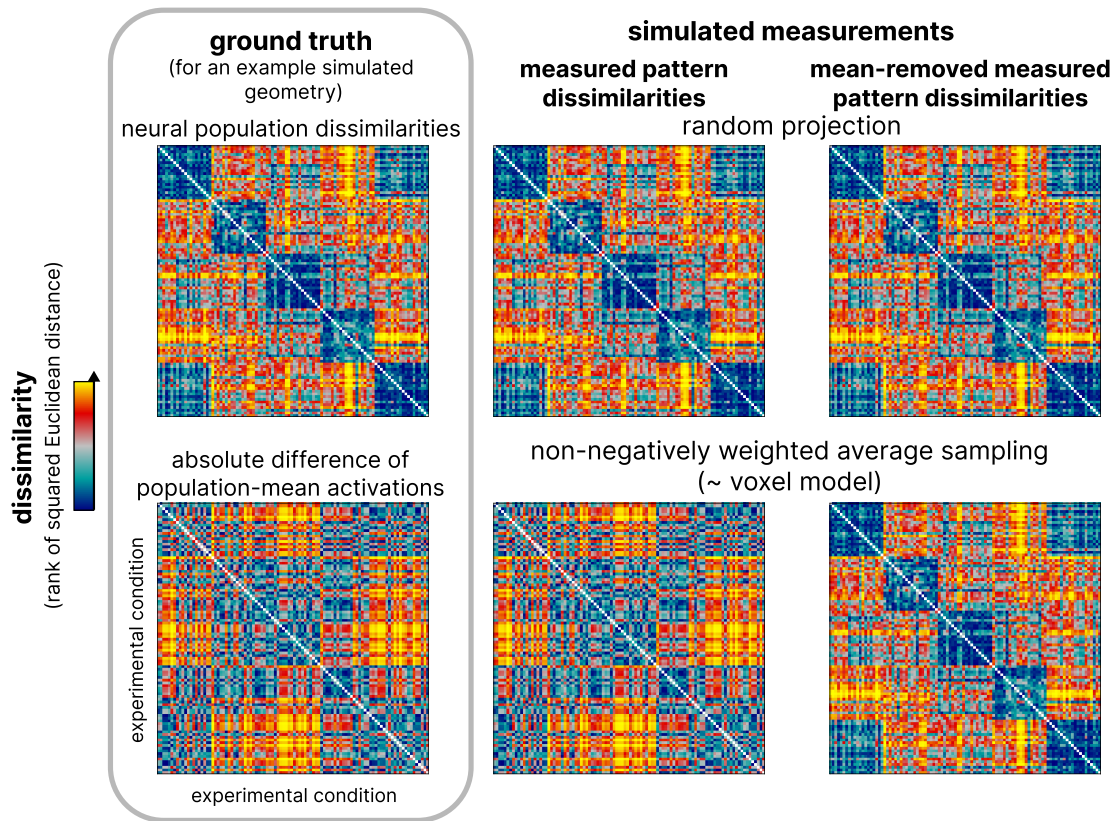 ground truth
(for an example simulated
geometry)
neural population dissimilarities
simulated measurements
measured pattern
dissimilarities
mean-removed measured
pattern dissimilarities
random projection
dissimilarity
(rank of squared Euclidean distance)
absolute difference of
population-mean activations
non-negatively weighted average sampling
(~ voxel model)
experimental condition
experimental condition